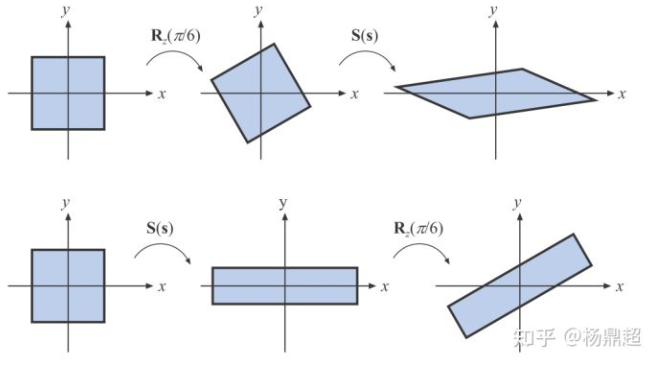 y y y
R_z(π/6) S(s)
x x x
y y y
S(s) R_z(π/6)
x x x
知乎 @杨鼎超